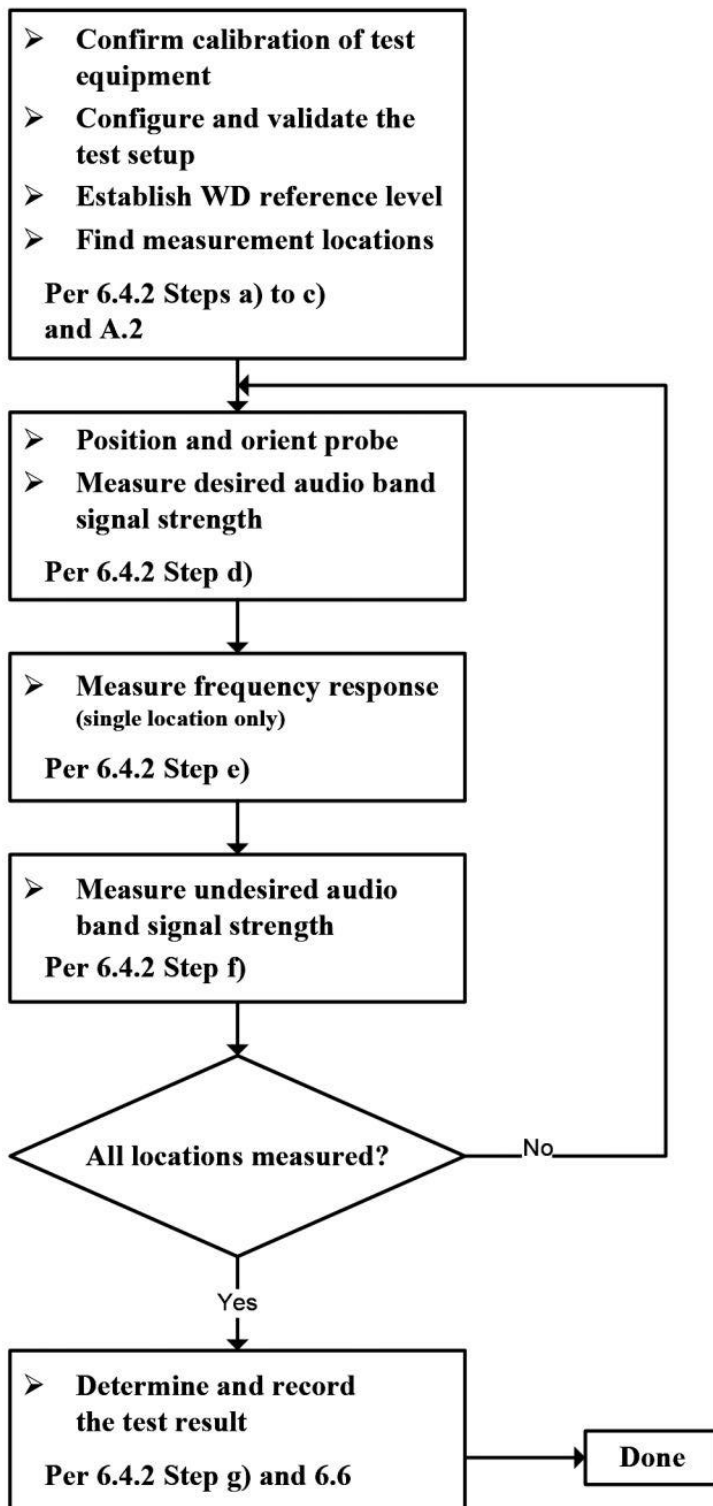 ➢ Confirm calibration of test
equipment
➢ Configure and validate the
test setup
➢ Establish WD reference level
➢ Find measurement locations
Per 6.4.2 Steps a) to c)
and A.2
➢ Position and orient probe
➢ Measure desired audio band
signal strength
Per 6.4.2 Step d)
➢ Measure frequency response
(single location only)
Per 6.4.2 Step e)
➢ Measure undesired audio
band signal strength
Per 6.4.2 Step f)
All locations measured?
No
Yes
➢ Determine and record
the test result
Per 6.4.2 Step g) and 6.6
Done